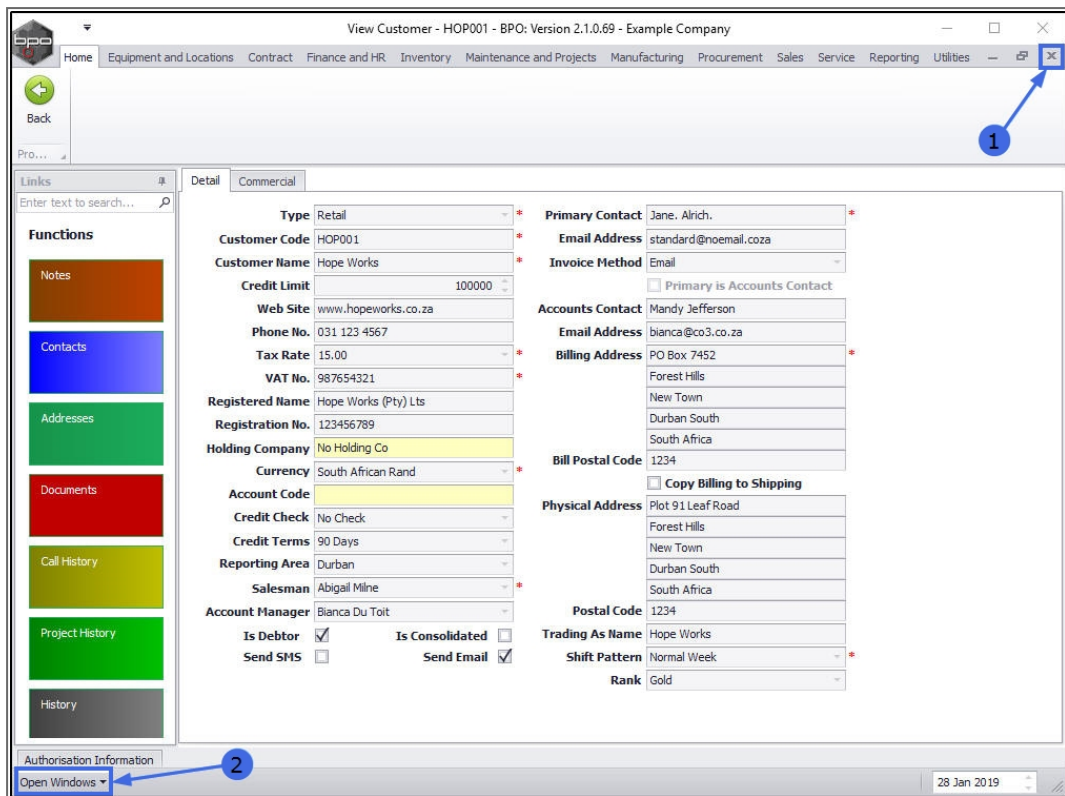 View Customer - HOP001 - BPO: Version 2.1.0.69 - Example Company
bpo
Home Equipment and Locations Contract Finance and HR Inventory Maintenance and Projects Manufacturing Procurement Sales Service Reporting Utilities
Back
1
Pro...
Links
Enter text to search...
Functions
Notes
Contacts
Addresses
Documents
Call History
Project History
History
Detail Commercial
Type Retail *
Customer Code HOP001 *
Customer Name Hope Works *
Credit Limit 100000
Web Site www.hopeworks.co.za
Phone No. 031 123 4567
Tax Rate 15.00 *
VAT No. 987654321 *
Registered Name Hope Works (Pty) Lts
Registration No. 123456789
Holding Company No Holding Co
Currency South African Rand *
Account Code
Credit Check No Check
Credit Terms 90 Days
Reporting Area Durban
Salesman Abigail Milne *
Account Manager Bianca Du Toit
Is Debtor Is Consolidated
Send SMS Send Email
Primary Contact Jane. Alrich. *
Email Address standard@noemail.coza
Invoice Method Email
Primary is Accounts Contact
Accounts Contact Mandy Jefferson
Email Address bianca@co3.co.za
Billing Address PO Box 7452 *
Forest Hills
New Town
Durban South
South Africa
Bill Postal Code 1234
Copy Billing to Shipping
Physical Address Plot 91 Leaf Road
Forest Hills
New Town
Durban South
South Africa
Postal Code 1234
Trading As Name Hope Works
Shift Pattern Normal Week *
Rank Gold
Authorisation Information
2
Open Windows
28 Jan 2019